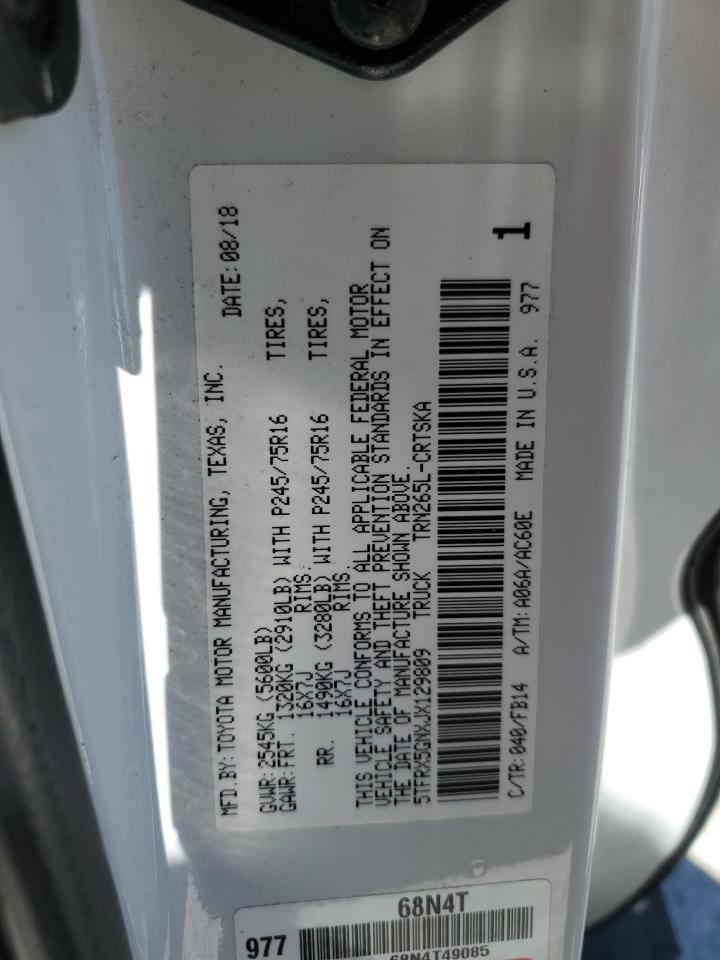 MFD. BY: TOYOTA MOTOR MANUFACTURING, TEXAS, INC. DATE: 08/18
GVWR: 2545KG (5600LB)
GAWR: FRT. 1320KG (2910LB) WITH P245/75R16 TIRES,
16X7J RIMS.
RR. 1490KG (3280LB) WITH P245/75R16 TIRES,
16X7J RIMS.
THIS VEHICLE CONFORMS TO ALL APPLICABLE FEDERAL MOTOR
VEHICLE SAFETY AND THEFT PREVENTION STANDARDS IN EFFECT ON
THE DATE OF MANUFACTURE SHOWN ABOVE.
5TFRX5GNXJX129809 TRUCK TRN265L-CRTSKA
C/TR: 040/FB14 A/TM: A06A/AC60E MADE IN U.S.A. 977
1
68N4T
977
68N4T49085